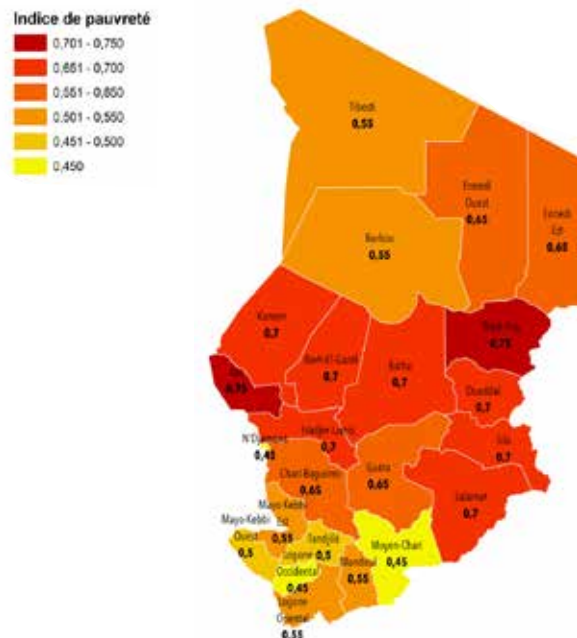 Indice de pauvreté
0,701 - 0,750
0,651 - 0,700
0,551 - 0,650
0,501 - 0,550
0,451 - 0,500
0,450
Tibesti
0,55
Ennedi
Ouest
0,65
Ennedi
Est
0,65
Borkou
0,55
Kanem
0,7
Barh El-Gazel
0,7
Batha
0,7
0,75
0,75
Ouaddaï
0,7
N'Djamena
0,45
Hadjer Lamis
0,7
Sila
0,7
Chari Baguirmi
0,65
Guéra
0,65
Salamat
0,7
Mayo-Kebbi
Est
0,55
Mayo-Kebbi
Ouest
0,5
Tandjilé
0,5
Logone
Occidental
0,45
Moyen-Chari
0,45
Mandoul
0,55
Logone
Oriental
0,55